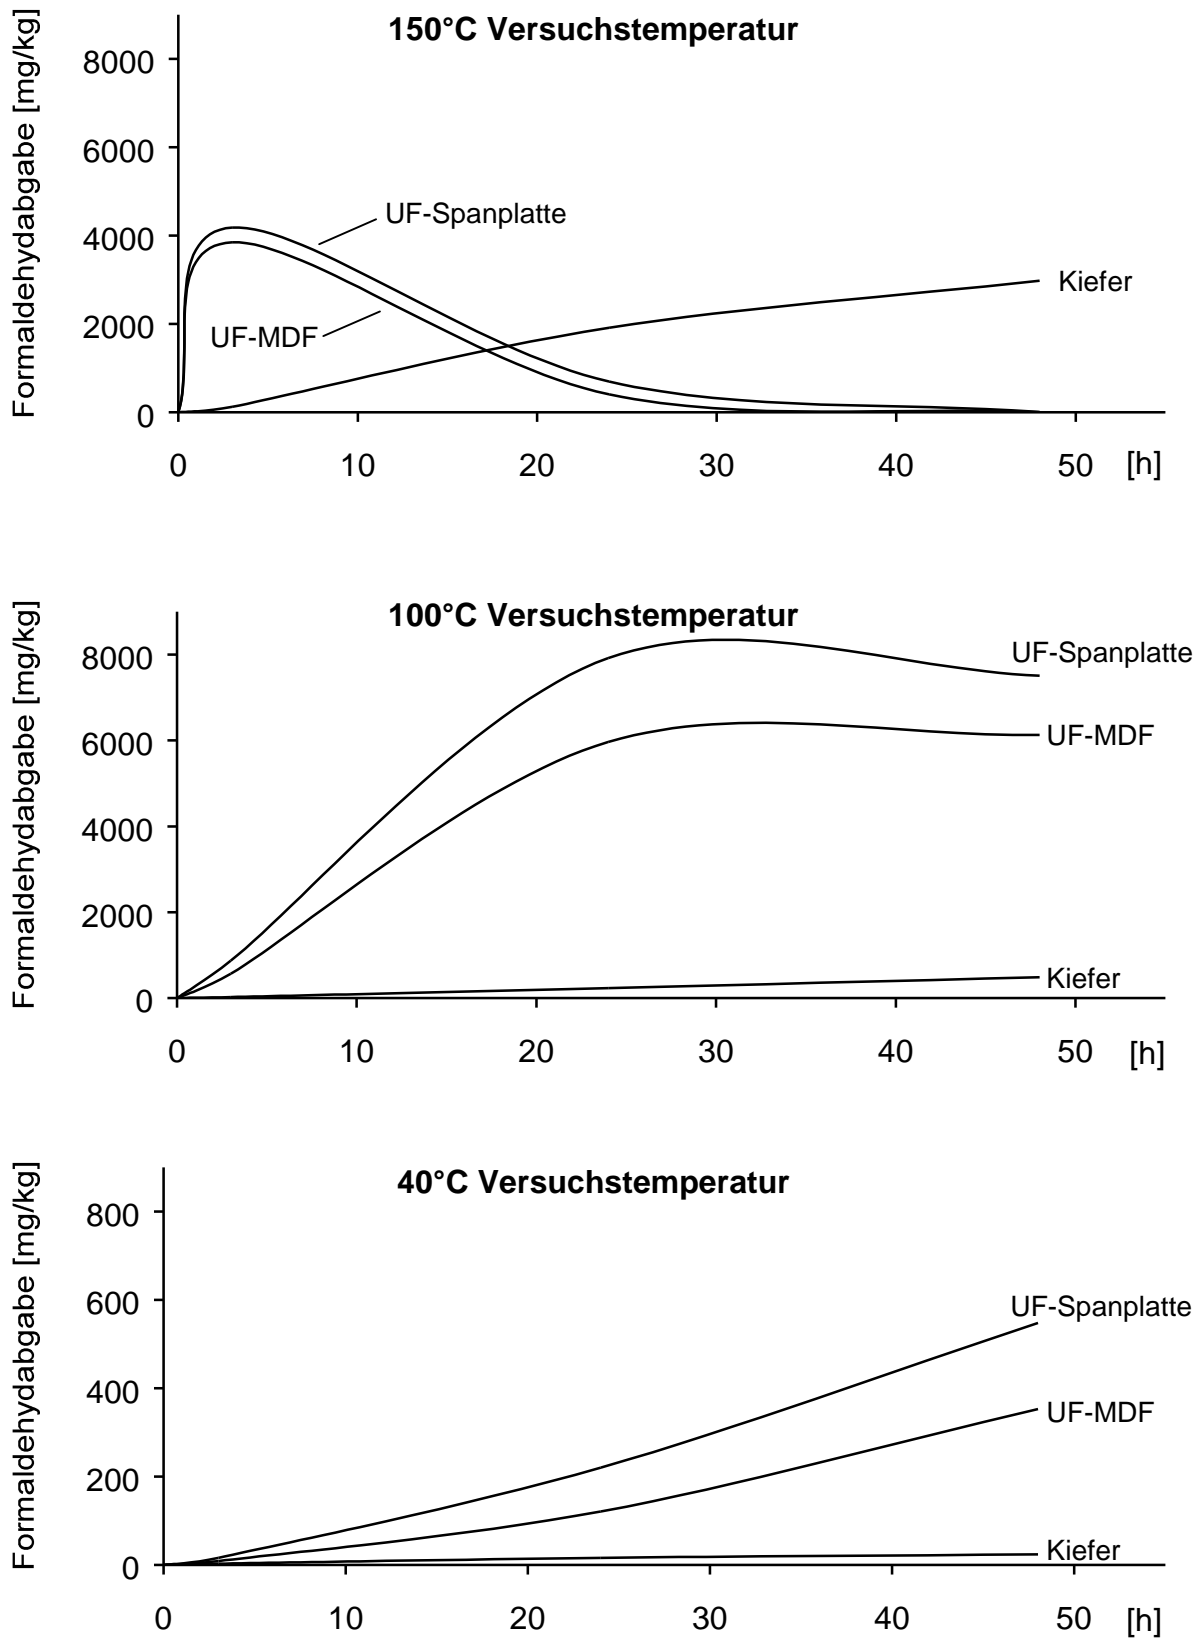 150°C Versuchstemperatur
Formaldehydabgabe [mg/kg]
8000
6000
4000
2000
0
UF-Spanplatte
UF-MDF
Kiefer
0 10 20 30 40 50 [h]
100°C Versuchstemperatur
Formaldehydabgabe [mg/kg]
8000
6000
4000
2000
0
UF-Spanplatte
UF-MDF
Kiefer
0 10 20 30 40 50 [h]
40°C Versuchstemperatur
Formaldehydabgabe [mg/kg]
800
600
400
200
0
UF-Spanplatte
UF-MDF
Kiefer
0 10 20 30 40 50 [h]